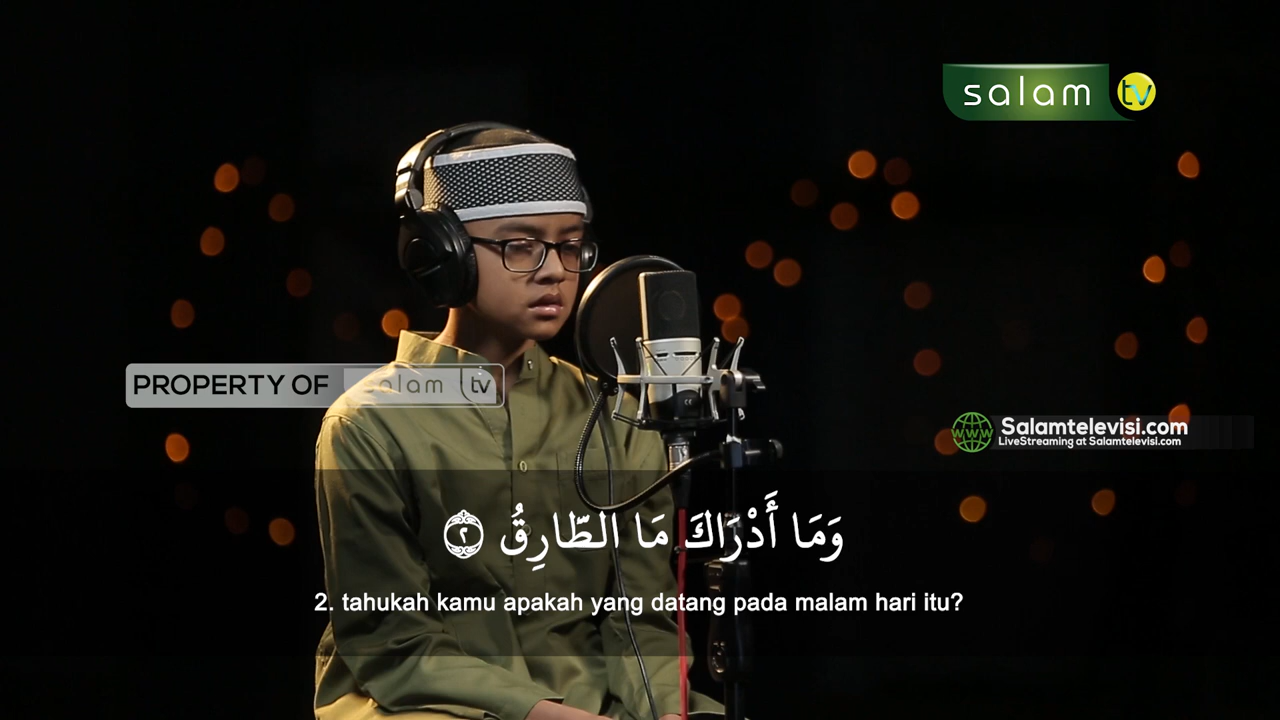 salam tv
PROPERTY OF salam tv
www Salamtelevisi.com
LiveStreaming at Salamtelevisi.com
وَمَا أَدْرَاكَ مَا الطَّارِقُ ٢
2. tahukah kamu apakah yang datang pada malam hari itu?